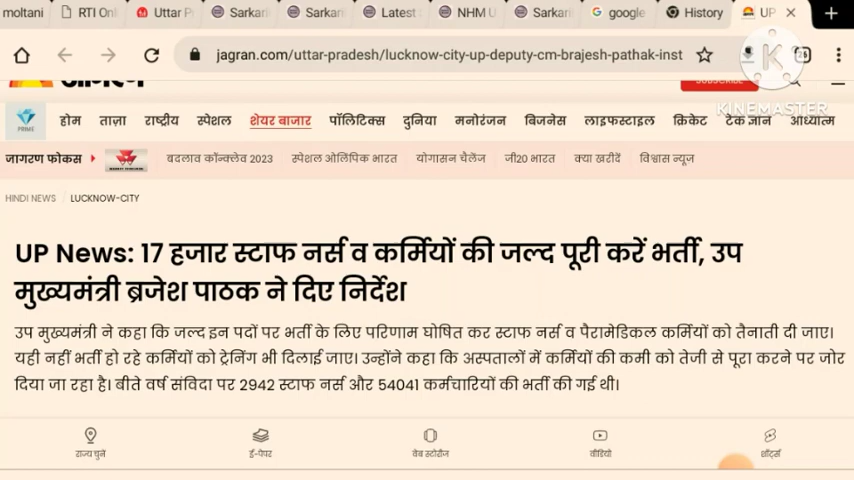 moltani RTI Onl Uttar P Sarkari Sarkari Latest NHM U Sarkari google History UP
jagran.com/uttar-pradesh/lucknow-city-up-deputy-cm-brajesh-pathak-inst
KINEMASTER
PRIME होम ताज़ा राष्ट्रीय स्पेशल शेयर बाजार पॉलिटिक्स दुनिया मनोरंजन बिजनेस लाइफस्टाइल क्रिकेट टेक ज्ञान आध्यात्म
जागरण फोकस बदलाव कॉन्क्लेव 2023 स्पेशल ओलिंपिक भारत योगासन चैलेंज जी20 भारत क्या खरीदें विश्वास न्यूज
HINDI NEWS / LUCKNOW-CITY
UP News: 17 हजार स्टाफ नर्स व कर्मियों की जल्द पूरी करें भर्ती, उप
मुख्यमंत्री ब्रजेश पाठक ने दिए निर्देश
उप मुख्यमंत्री ने कहा कि जल्द इन पदों पर भर्ती के लिए परिणाम घोषित कर स्टाफ नर्स व पैरामेडिकल कर्मियों को तैनाती दी जाए।
यही नहीं भर्ती हो रहे कर्मियों को ट्रेनिंग भी दिलाई जाए। उन्होंने कहा कि अस्पतालों में कर्मियों की कमी को तेजी से पूरा करने पर जोर
दिया जा रहा है। बीते वर्ष संविदा पर 2942 स्टाफ नर्स और 54041 कर्मचारियों की भर्ती की गई थी।
राज्य चुनें ई-पेपर वेब स्टोरीज वीडियो शॉर्ट्स